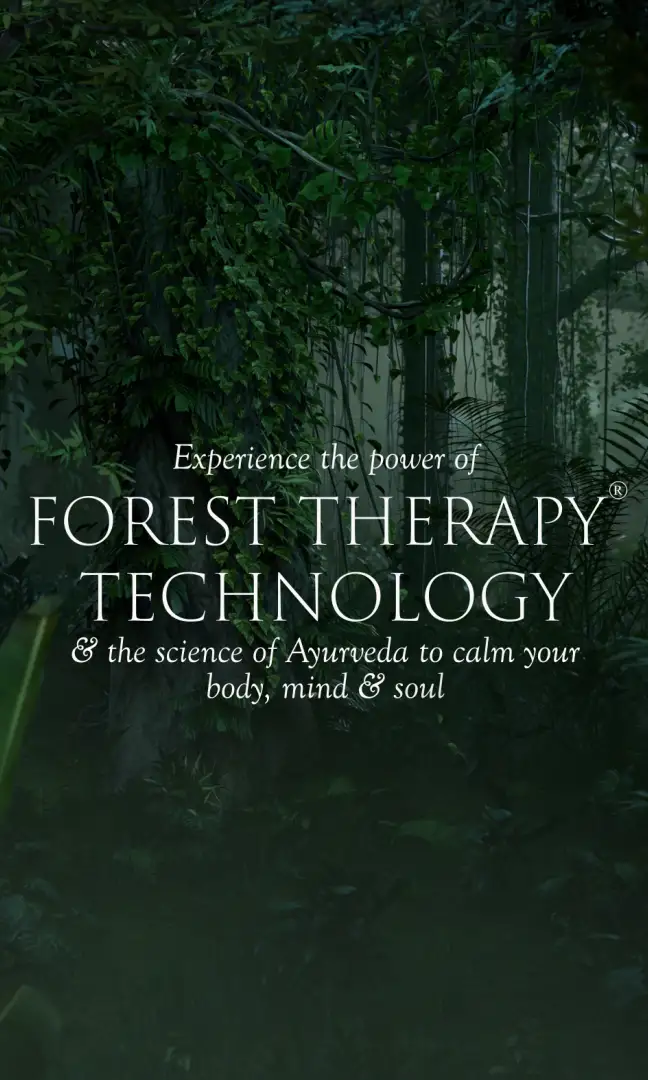 Experience the power of
FOREST THERAPY®
TECHNOLOGY
& the science of Ayurveda to calm your
body, mind & soul